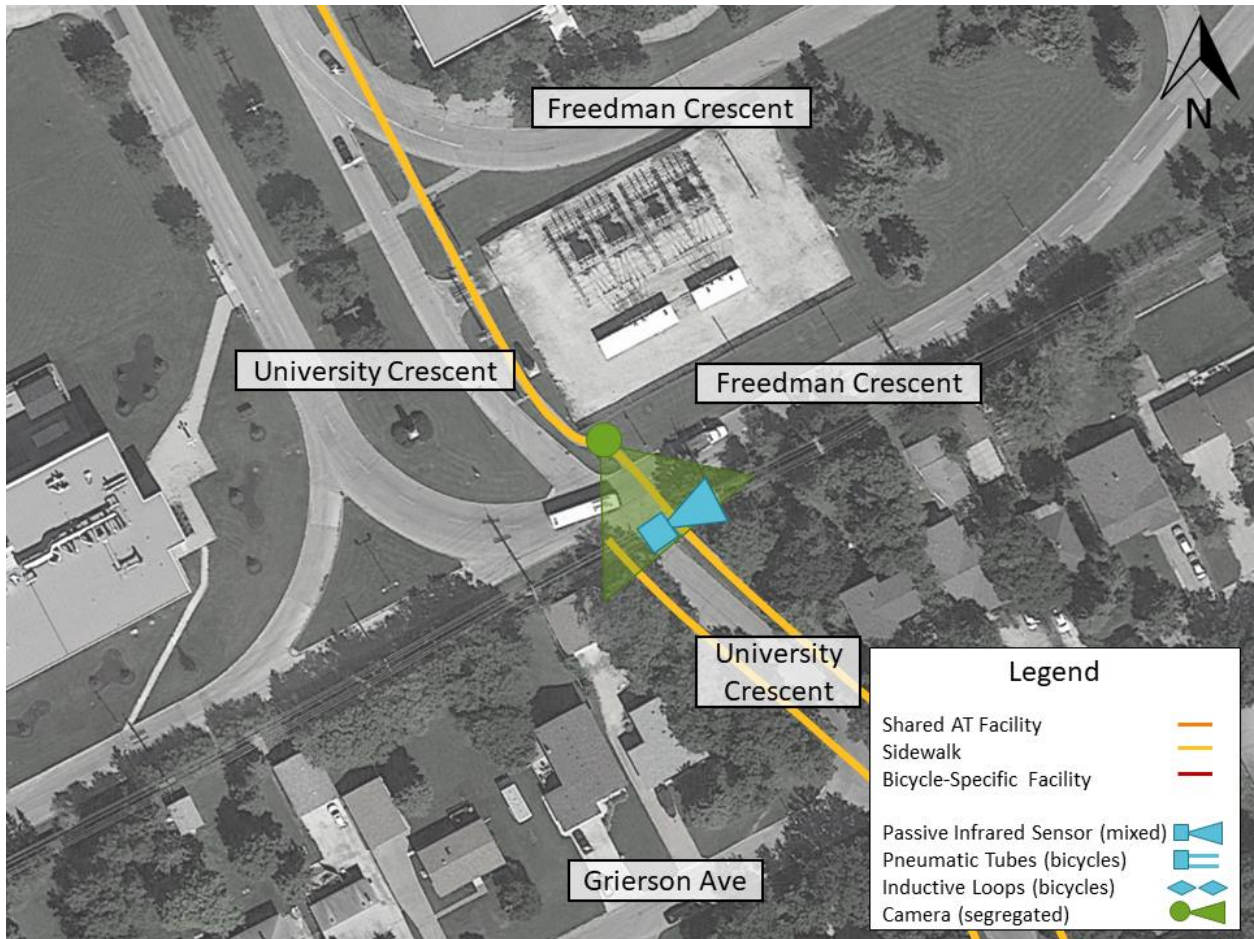 Freedman Crescent
N
University Crescent
Freedman Crescent
University
Crescent
Grierson Ave
Legend
Shared AT Facility
Sidewalk
Bicycle-Specific Facility
Passive Infrared Sensor (mixed)
Pneumatic Tubes (bicycles)
Inductive Loops (bicycles)
Camera (segregated)